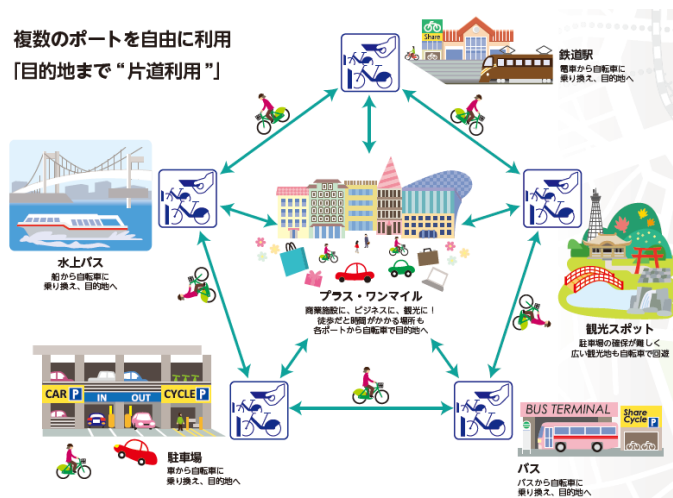 複数のポートを自由に利用
「目的地まで“片道利用”」
Share
鉄道駅
電車から自転車に
乗り換え、目的地へ
水上バス
船から自転車に
乗り換え、目的地へ
プラス・ワンマイル
商業施設に、ビジネスに、観光に!
徒歩だと時間がかかる場所も
各ポートから自転車で目的地へ
観光スポット
駐車場の確保が難しく
広い観光地も自転車で回遊
CAR P
IN OUT
CYCLE P
駐車場
車から自転車に
乗り換え、目的地へ
BUS TERMINAL
Share
Cycle
P
バス
バスから自転車に
乗り換え、目的地へ